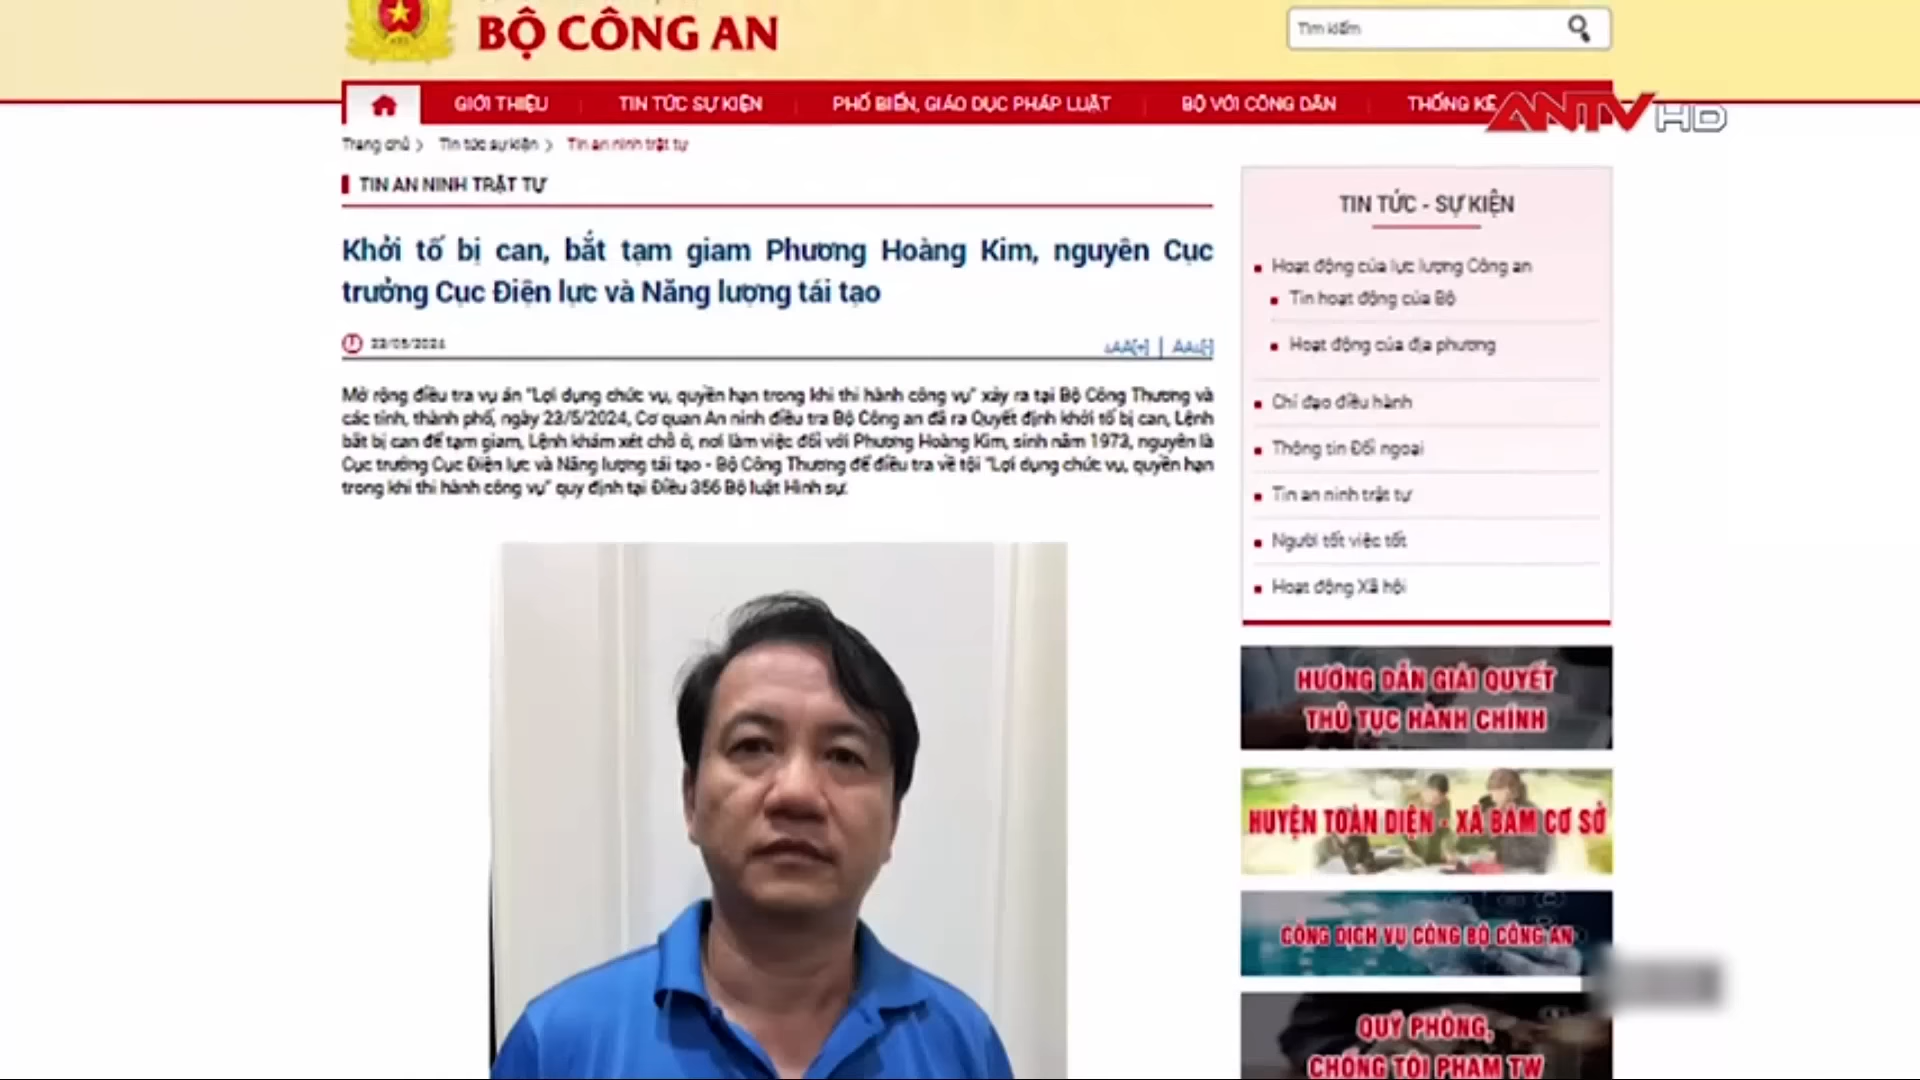 BỘ CÔNG AN
Tìm kiếm
GIỚI THIỆU
TIN TỨC SỰ KIỆN
PHỔ BIẾN, GIÁO DỤC PHÁP LUẬT
BỘ VỚI CÔNG DÂN
THỐNG KÊ
ANTV HD
Trang chủ > Tin tức sự kiện > Tin an ninh trật tự
TIN AN NINH TRẬT TỰ
Khởi tố bị can, bắt tạm giam Phương Hoàng Kim, nguyên Cục
trưởng Cục Điện lực và Năng lượng tái tạo
23/05/2024
AA[+] | AA[-]
Mở rộng điều tra vụ án "Lợi dụng chức vụ, quyền hạn trong khi thi hành công vụ" xảy ra tại Bộ Công Thương và
các tỉnh, thành phố, ngày 23/5/2024, Cơ quan An ninh điều tra Bộ Công an đã ra Quyết định khởi tố bị can, Lệnh
bắt bị can để tạm giam, Lệnh khám xét chỗ ở, nơi làm việc đối với Phương Hoàng Kim, sinh năm 1973, nguyên là
Cục trưởng Cục Điện lực và Năng lượng tái tạo - Bộ Công Thương để điều tra về tội "Lợi dụng chức vụ, quyền hạn
trong khi thi hành công vụ" quy định tại Điều 356 Bộ luật Hình sự.
TIN TỨC - SỰ KIỆN
Hoạt động của lực lượng Công an
Tin hoạt động của Bộ
Hoạt động của địa phương
Chỉ đạo điều hành
Thông tin Đối ngoại
Tin an ninh trật tự
Người tốt việc tốt
Hoạt động Xã hội
HƯỚNG DẪN GIẢI QUYẾT
THỦ TỤC HÀNH CHÍNH
HUYỆN TOÀN DIỆN - XÃ BÁM CƠ SỞ
CỔNG DỊCH VỤ CÔNG BỘ CÔNG AN
QUỸ PHÒNG,
CHỐNG TỘI PHẠM TW